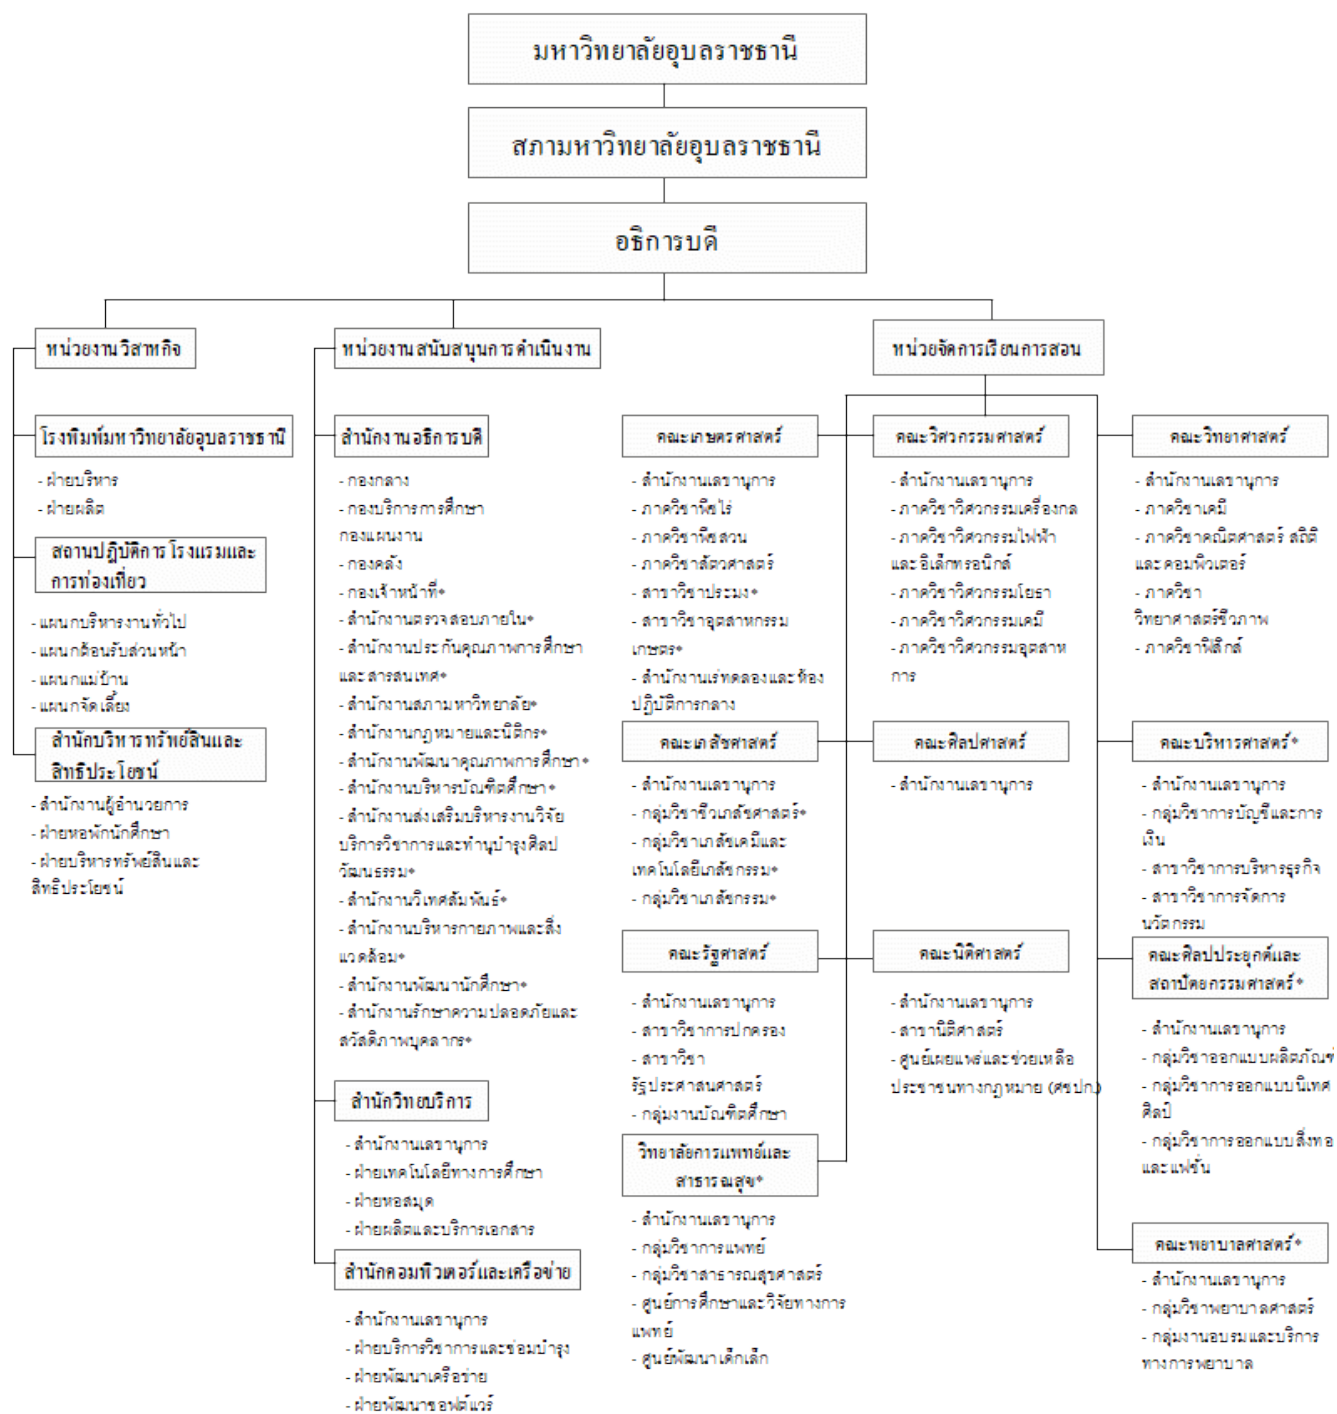 มหาวิทยาลัยอุบลราชธานี
สภามหาวิทยาลัยอุบลราชธานี
อธิการบดี
หน่วยงานวิสาหกิจ
โรงพิมพ์มหาวิทยาลัยอุบลราชธานี
- ฝ่ายบริหาร
- ฝ่ายผลิต
สถานปฏิบัติการโรงแรมและ
การท่องเที่ยว
- แผนกบริหารงานทั่วไป
- แผนกต้อนรับส่วนหน้า
- แผนกแม่บ้าน
- แผนกจัดเลี้ยง
สำนักบริหารทรัพย์สินและ
สิทธิประโยชน์
- สำนักงานผู้อำนวยการ
- ฝ่ายหอพักนักศึกษา
- ฝ่ายบริหารทรัพย์สินและ
สิทธิประโยชน์
หน่วยงานสนับสนุนการดำเนินงาน
สำนักงานอธิการบดี
- กองกลาง
- กองบริการการศึกษา
กองแผนงาน
- กองคลัง
- กองเจ้าหน้าที่*
- สำนักงานตรวจสอบภายใน*
- สำนักงานประกันคุณภาพการศึกษา
และสารสนเทศ*
- สำนักงานสภามหาวิทยาลัย*
- สำนักงานกฎหมายและนิติกร*
- สำนักงานพัฒนาคุณภาพการศึกษา*
- สำนักงานบริหารบัณฑิตศึกษา*
- สำนักงานส่งเสริมบริหารงานวิจัย
บริการวิชาการและทำนุบำรุงศิลป
วัฒนธรรม*
- สำนักงานวิเทศสัมพันธ์*
- สำนักงานบริหารกายภาพและสิ่ง
แวดล้อม*
- สำนักงานพัฒนานักศึกษา*
- สำนักงานรักษาความปลอดภัยและ
สวัสดิภาพบุคลากร*
สำนักวิทยบริการ
- สำนักงานเลขานุการ
- ฝ่ายเทคโนโลยีทางการศึกษา
- ฝ่ายหอสมุด
- ฝ่ายผลิตและบริการเอกสาร
สำนักคอมพิวเตอร์และเครือข่าย
- สำนักงานเลขานุการ
- ฝ่ายบริการวิชาการและซ่อมบำรุง
- ฝ่ายพัฒนาเครือข่าย
- ฝ่ายพัฒนาซอฟต์แวร์
หน่วยจัดการเรียนการสอน
คณะเกษตรศาสตร์
- สำนักงานเลขานุการ
- ภาควิชาพืชไร่
- ภาควิชาพืชสวน
- ภาควิชาสัตวศาสตร์
- สาขาวิชาประมง*
- สาขาวิชาอุตสาหกรรม
เกษตร*
- สำนักงานไร่ทดลองและห้อง
ปฏิบัติการกลาง
คณะเภสัชศาสตร์
- สำนักงานเลขานุการ
- กลุ่มวิชาชีวเภสัชศาสตร์*
- กลุ่มวิชาเภสัชเคมีและ
เทคโนโลยีเภสัชกรรม*
- กลุ่มวิชาเภสัชกรรม*
คณะรัฐศาสตร์
- สำนักงานเลขานุการ
- สาขาวิชาการปกครอง
- สาขาวิชา
รัฐประศาสนศาสตร์
- กลุ่มงานบัณฑิตศึกษา
วิทยาลัยการแพทย์และ
สาธารณสุข*
- สำนักงานเลขานุการ
- กลุ่มวิชาการแพทย์
- กลุ่มวิชาสาธารณสุขศาสตร์
- ศูนย์การศึกษาและวิจัยทางการ
แพทย์
- ศูนย์พัฒนาเด็กเล็ก
คณะวิศวกรรมศาสตร์
- สำนักงานเลขานุการ
- ภาควิชาวิศวกรรมเครื่องกล
- ภาควิชาวิศวกรรมไฟฟ้า
และอิเล็กทรอนิกส์
- ภาควิชาวิศวกรรมโยธา
- ภาควิชาวิศวกรรมเคมี
- ภาควิชาวิศวกรรมอุตสาห
การ
คณะศิลปศาสตร์
- สำนักงานเลขานุการ
คณะนิติศาสตร์
- สำนักงานเลขานุการ
- สาขานิติศาสตร์
- ศูนย์เผยแพร่และช่วยเหลือ
ประชาชนทางกฎหมาย (ศชปก.)
คณะวิทยาศาสตร์
- สำนักงานเลขานุการ
- ภาควิชาเคมี
- ภาควิชาคณิตศาสตร์ สถิติ
และคอมพิวเตอร์
- ภาควิชา
วิทยาศาสตร์ชีวภาพ
- ภาควิชาฟิสิกส์
คณะบริหารศาสตร์*
- สำนักงานเลขานุการ
- กลุ่มวิชาการบัญชีและการ
เงิน
- สาขาวิชาการบริหารธุรกิจ
- สาขาวิชาการจัดการ
นวัตกรรม
คณะศิลปประยุกต์และ
สถาปัตยกรรมศาสตร์*
- สำนักงานเลขานุการ
- กลุ่มวิชาออกแบบผลิตภัณฑ์
- กลุ่มวิชาการออกแบบนิเทศ
ศิลป์
- กลุ่มวิชาการออกแบบสิ่งทอ
และแฟชั่น
คณะพยาบาลศาสตร์*
- สำนักงานเลขานุการ
- กลุ่มวิชาพยาบาลศาสตร์
- กลุ่มงานอบรมและบริการ
ทางการพยาบาล